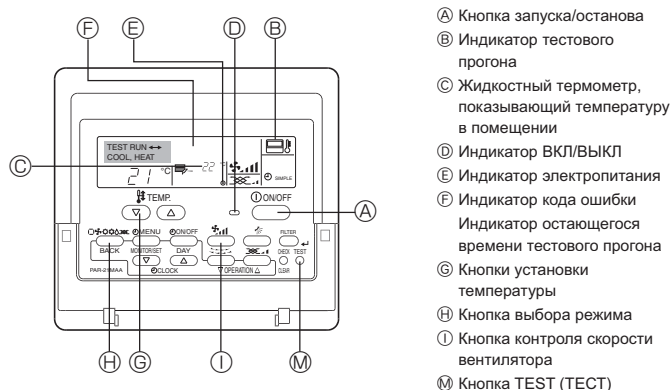 Ⓕ Ⓔ Ⓓ Ⓑ
Ⓒ
Ⓐ
TEST RUN ↔
COOL, HEAT
21 °C
22 °C
SIMPLE
TEMP.
ON/OFF
MENU
ON/OFF
FILTER
BACK
MONITOR/SET
DAY
CHECK TEST
PAR-21MAA
CLOCK
▽ OPERATION △
CLEAR
Ⓗ Ⓖ Ⓘ Ⓜ
Ⓐ Кнопка запуска/останова
Ⓑ Индикатор тестового
прогона
Ⓒ Жидкостный термометр,
показывающий температуру
в помещении
Ⓓ Индикатор ВКЛ/ВЫКЛ
Ⓔ Индикатор электропитания
Ⓕ Индикатор кода ошибки
Индикатор остающегося
времени тестового прогона
Ⓖ Кнопки установки
температуры
Ⓗ Кнопка выбора режима
Ⓘ Кнопка контроля скорости
вентилятора
Ⓜ Кнопка TEST (ТЕСТ)